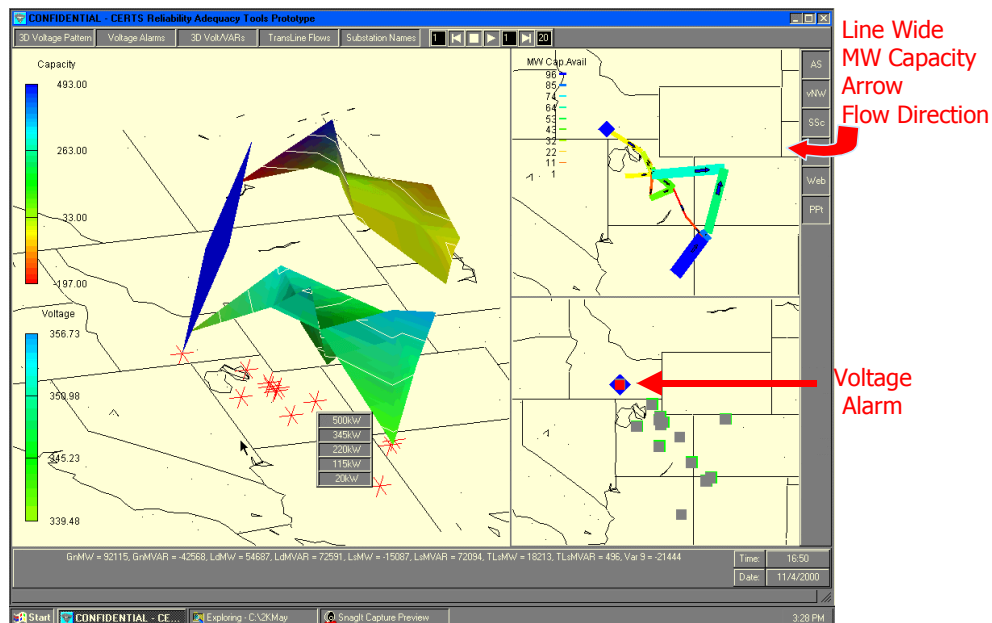 CONFIDENTIAL - CERTS Reliability Adequacy Tools Prototype
3D Voltage Pattern
Voltage Alarms
3D Volt/VARs
TransLine Flows
Substation Names
1
1
20
Capacity
493.00
263.00
33.00
-197.00
Voltage
356.73
350.98
345.23
339.48
500kW
345kW
220kW
115kW
20kW
MW Cap.Avail
96
85
74
64
53
43
32
22
11
1
AS
vNW
SSc
Web
PPt
Line Wide
MW Capacity
Arrow
Flow Direction
Voltage
Alarm
GnMW = 92115, GnMVAR = -42568, LdMW = 54687, LdMVAR = 72591, LsMW = -15087, LsMVAR = 72094, TLsMW = 18213, TLsMVAR = 496, Var 9 = -21444
Time: 16:50
Date: 11/4/2000
Start
CONFIDENTIAL - CE...
Exploring - C:\2KMay
SnagIt Capture Preview
3:28 PM